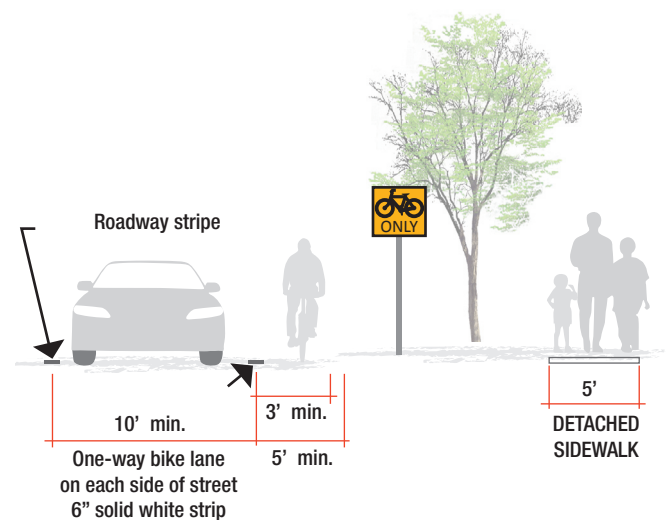 Roadway stripe
ONLY
10’ min.
3’ min.
5’ min.
5’
One-way bike lane
on each side of street
6” solid white strip
DETACHED
SIDEWALK